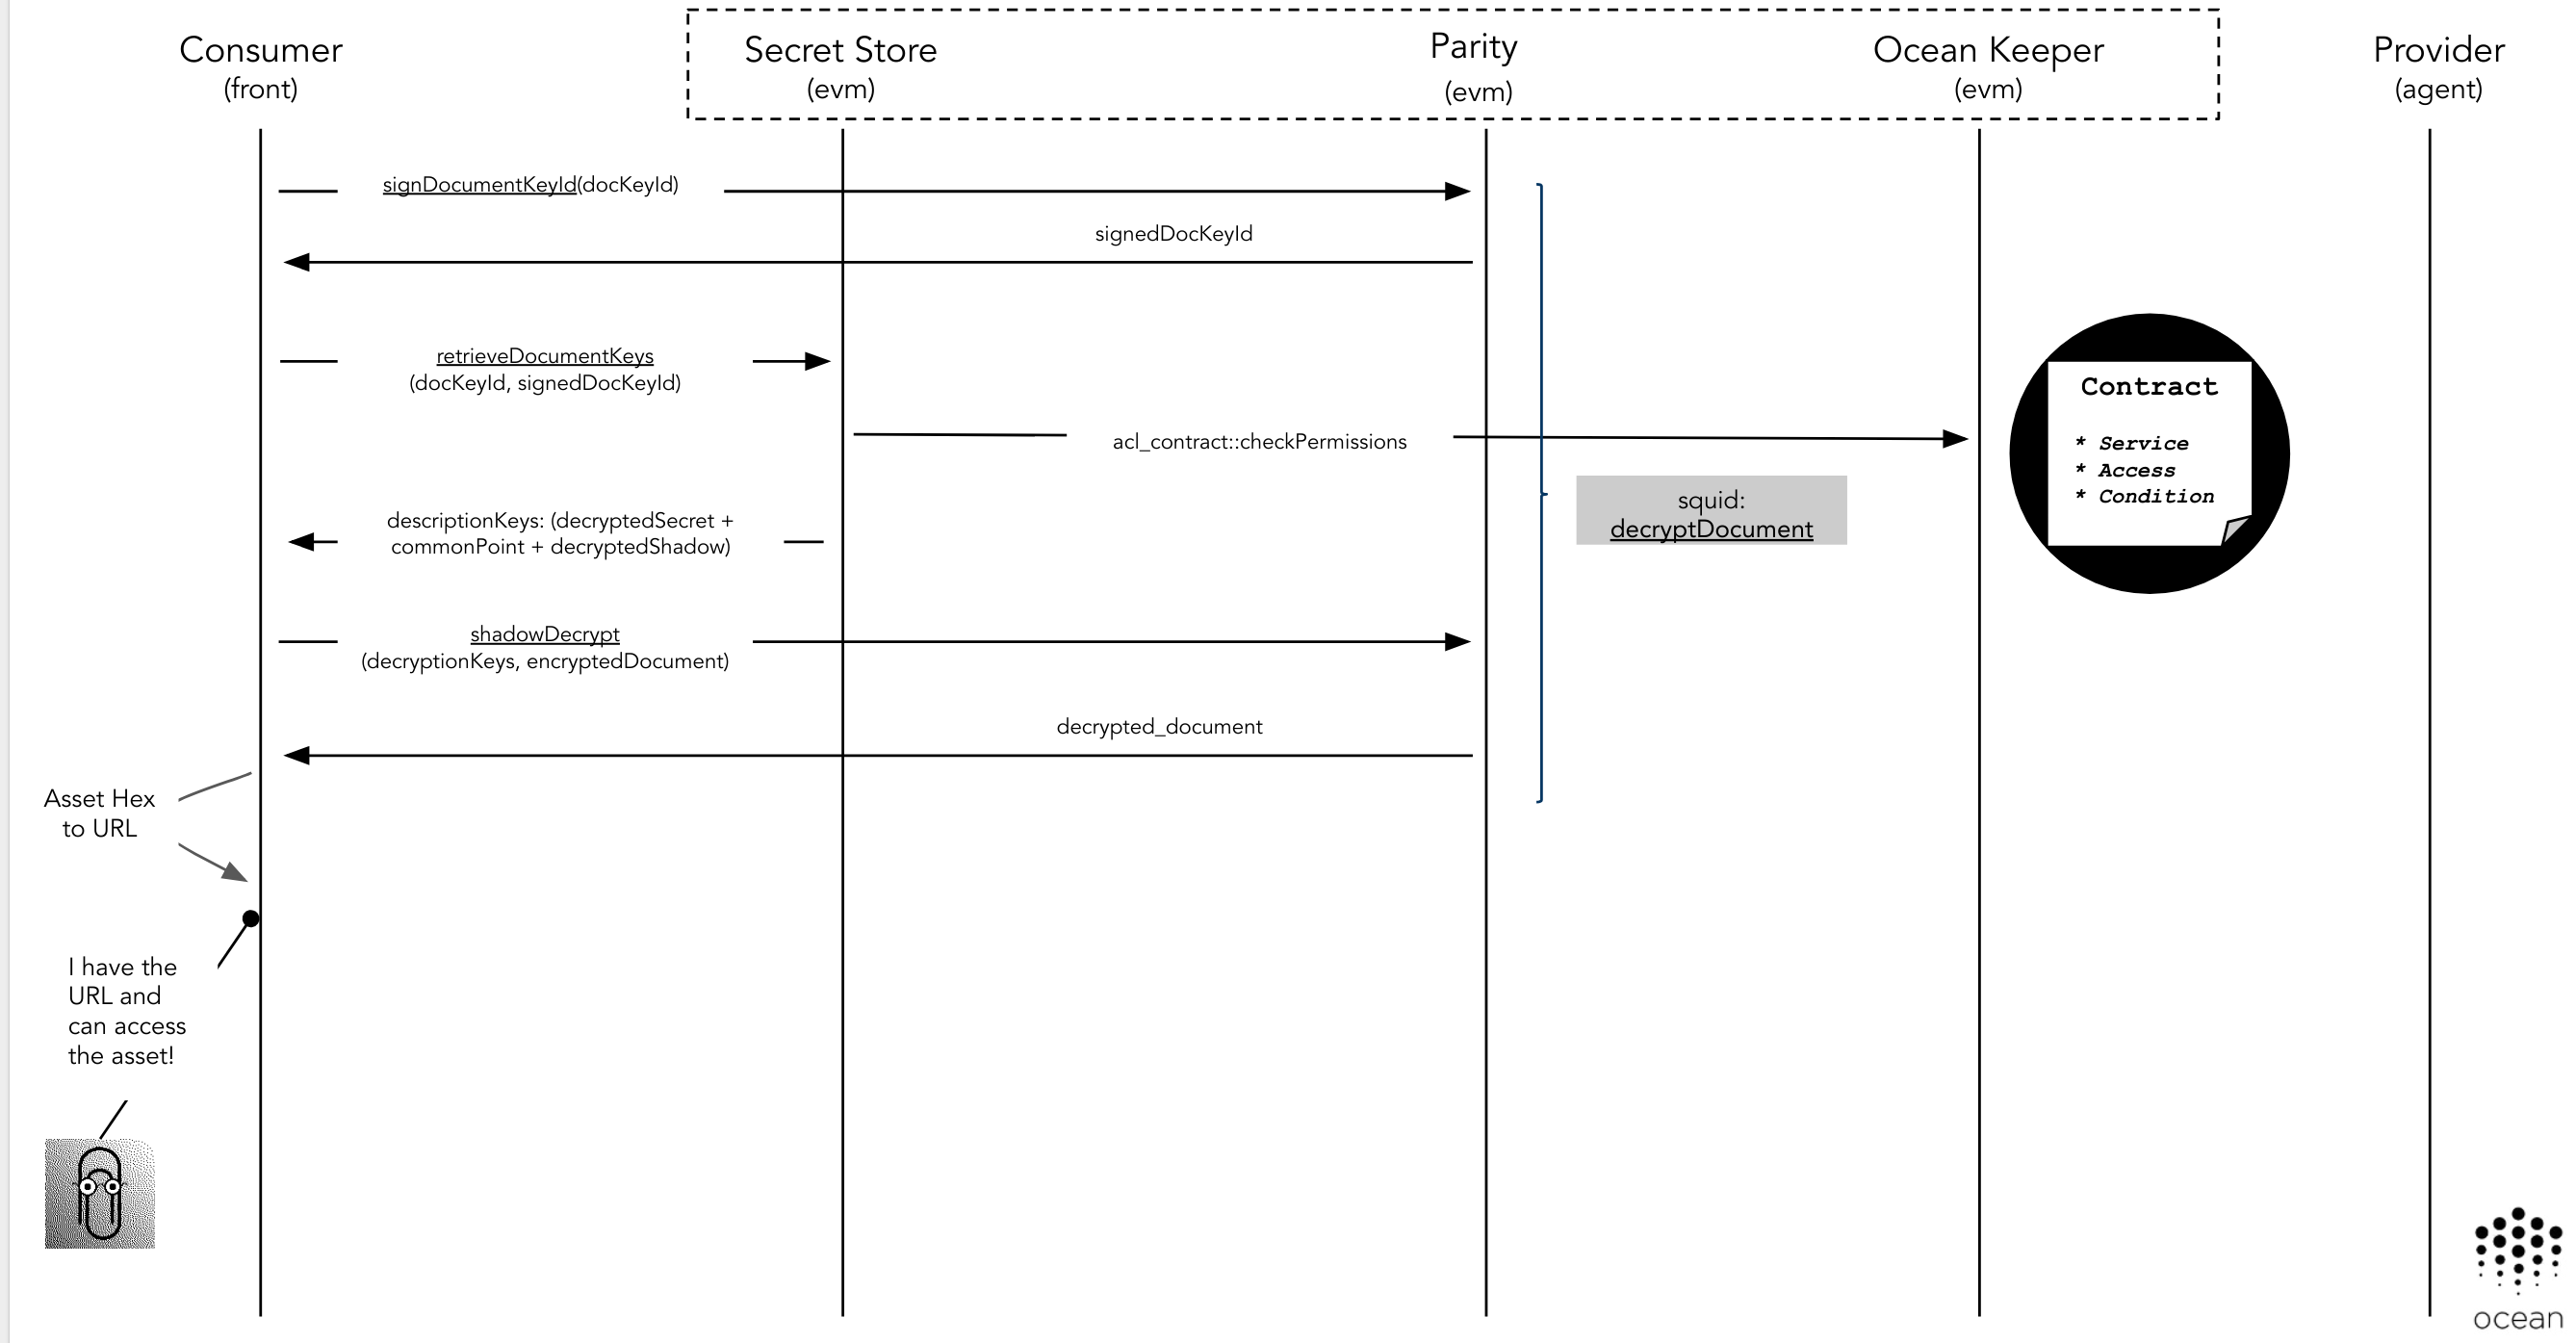 Consumer
(front)
Secret Store
(evm)
Parity
(evm)
Ocean Keeper
(evm)
Provider
(agent)
signDocumentKeyId(docKeyId)
signedDocKeyId
retrieveDocumentKeys
(docKeyId, signedDocKeyId)
acl_contract::checkPermissions
Contract
* Service
* Access
* Condition
squid:
decryptDocument
descriptionKeys: (decryptedSecret +
commonPoint + decryptedShadow)
shadowDecrypt
(decryptionKeys, encryptedDocument)
decrypted_document
Asset Hex
to URL
I have the
URL and
can access
the asset!
ocean